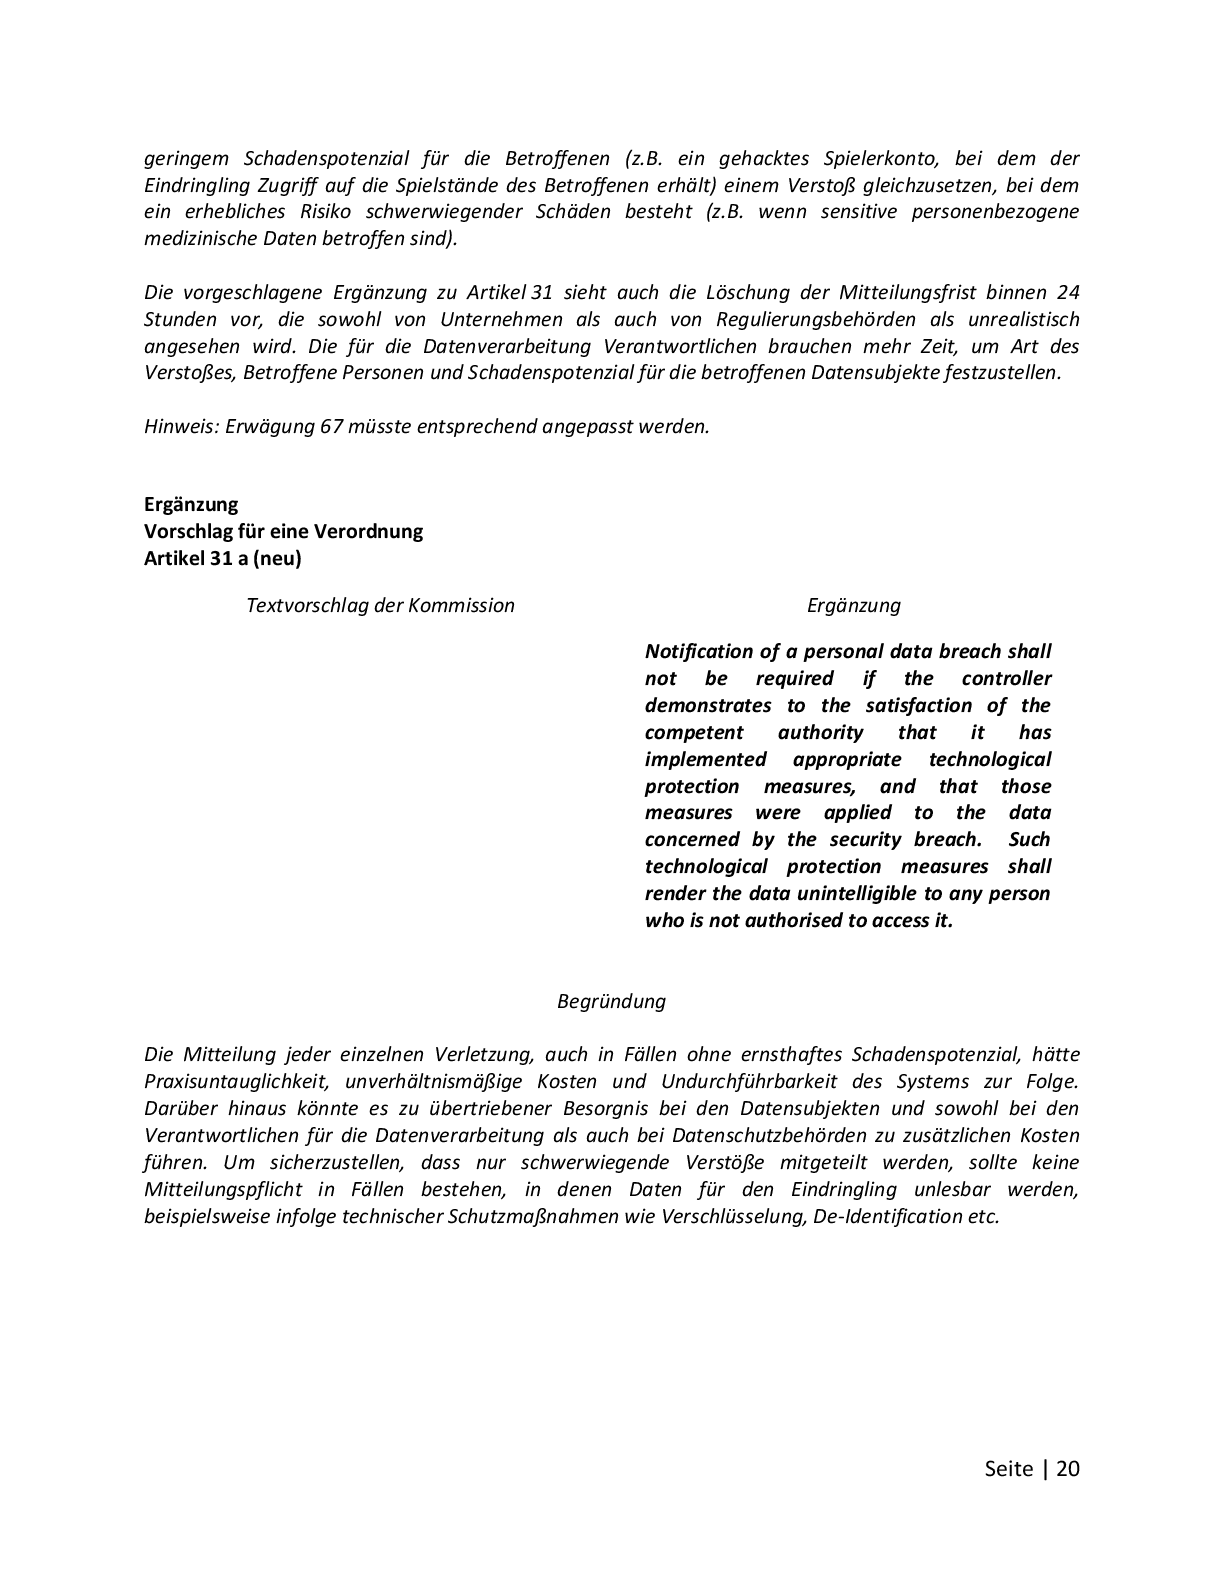 geringem Schadenspotenzial für die Betroffenen (z.B. ein gehacktes Spielerkonto, bei dem der
Eindringling Zugriff auf die Spielstände des Betroffenen erhält) einem Verstoß gleichzusetzen, bei dem
ein erhebliches Risiko schwerwiegender Schäden besteht (z.B. wenn sensitive personenbezogene
medizinische Daten betroffen sind).
Die vorgeschlagene Ergänzung zu Artikel 31 sieht auch die Löschung der Mitteilungsfrist binnen 24
Stunden vor, die sowohl von Unternehmen als auch von Regulierungsbehörden als unrealistisch
angesehen wird. Die für die Datenverarbeitung Verantwortlichen brauchen mehr Zeit, um Art des
Verstoßes, Betroffene Personen und Schadenspotenzial für die betroffenen Datensubjekte festzustellen.
Hinweis: Erwägung 67 müsste entsprechend angepasst werden.
Ergänzung
Vorschlag für eine Verordnung
Artikel 31 a (neu)
Textvorschlag der Kommission
Ergänzung
Notification of a personal data breach shall
not be required if the controller
demonstrates to the satisfaction of the
competent authority that it has
implemented appropriate technological
protection measures, and that those
measures were applied to the data
concerned by the security breach. Such
technological protection measures shall
render the data unintelligible to any person
who is not authorised to access it.
Begründung
Die Mitteilung jeder einzelnen Verletzung, auch in Fällen ohne ernsthaftes Schadenspotenzial, hätte
Praxisuntauglichkeit, unverhältnismäßige Kosten und Undurchführbarkeit des Systems zur Folge.
Darüber hinaus könnte es zu übertriebener Besorgnis bei den Datensubjekten und sowohl bei den
Verantwortlichen für die Datenverarbeitung als auch bei Datenschutzbehörden zu zusätzlichen Kosten
führen. Um sicherzustellen, dass nur schwerwiegende Verstöße mitgeteilt werden, sollte keine
Mitteilungspflicht in Fällen bestehen, in denen Daten für den Eindringling unlesbar werden,
beispielsweise infolge technischer Schutzmaßnahmen wie Verschlüsselung, De-Identification etc.
Seite | 20